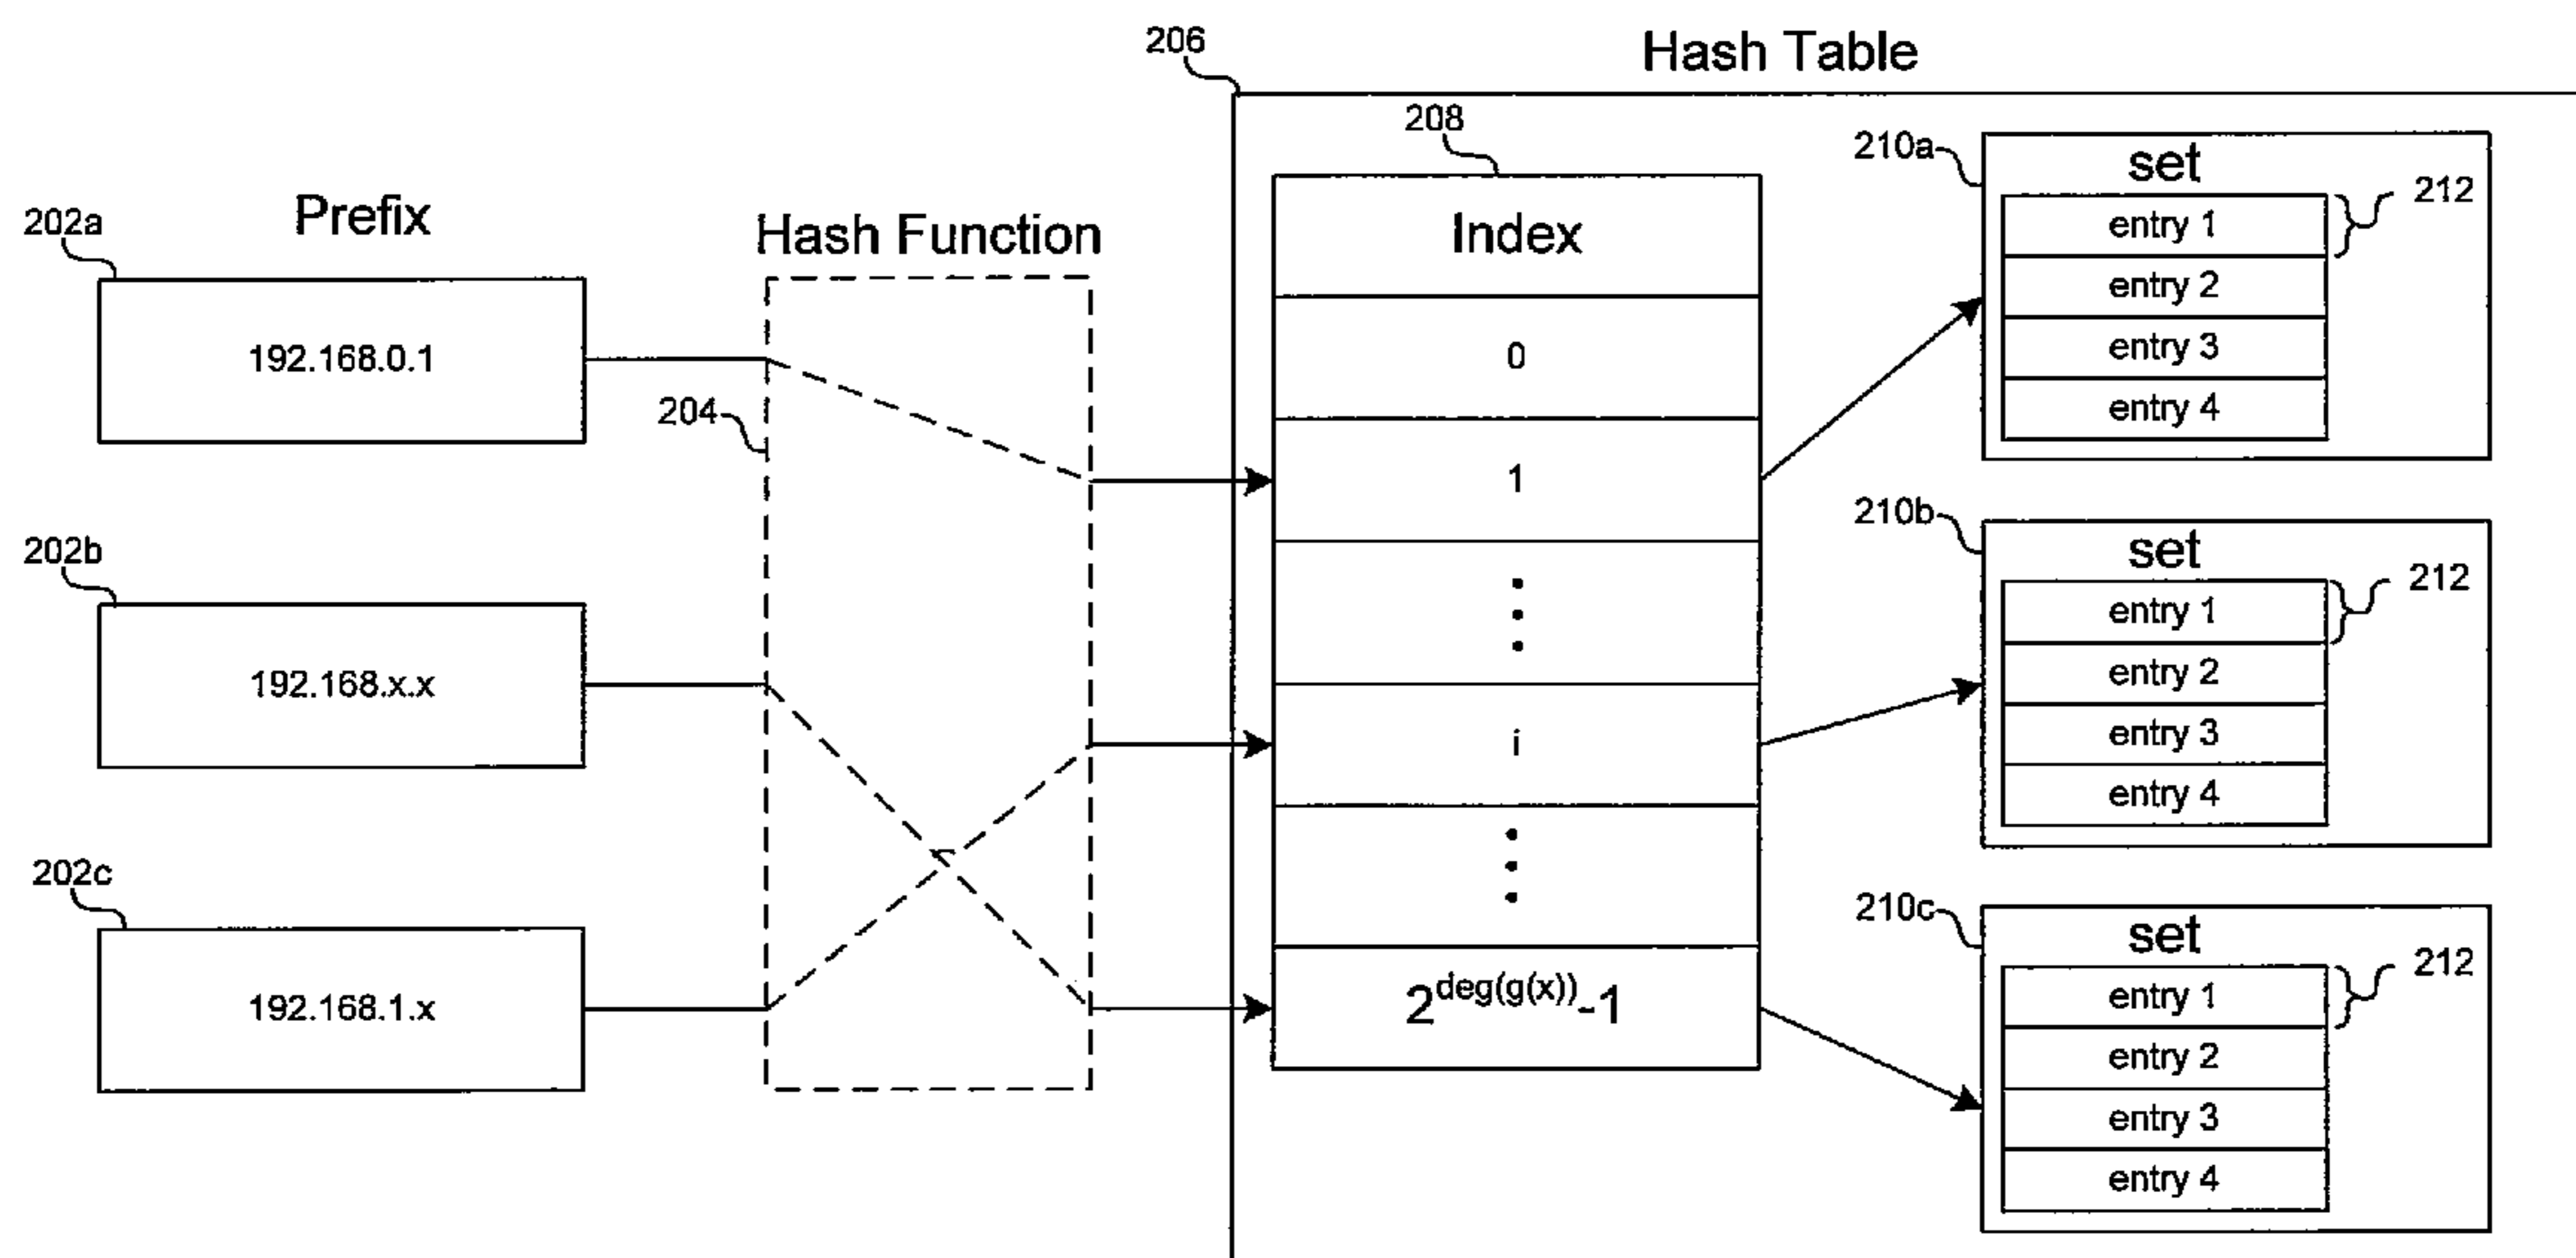 206
Hash Table
208
Prefix
202a
192.168.0.1
202b
192.168.x.x
202c
192.168.1.x
Hash Function
204
Index
0
1
i
2^deg(g(x))-1
210a
set
212
entry 1
entry 2
entry 3
entry 4
210b
set
212
entry 1
entry 2
entry 3
entry 4
210c
set
212
entry 1
entry 2
entry 3
entry 4